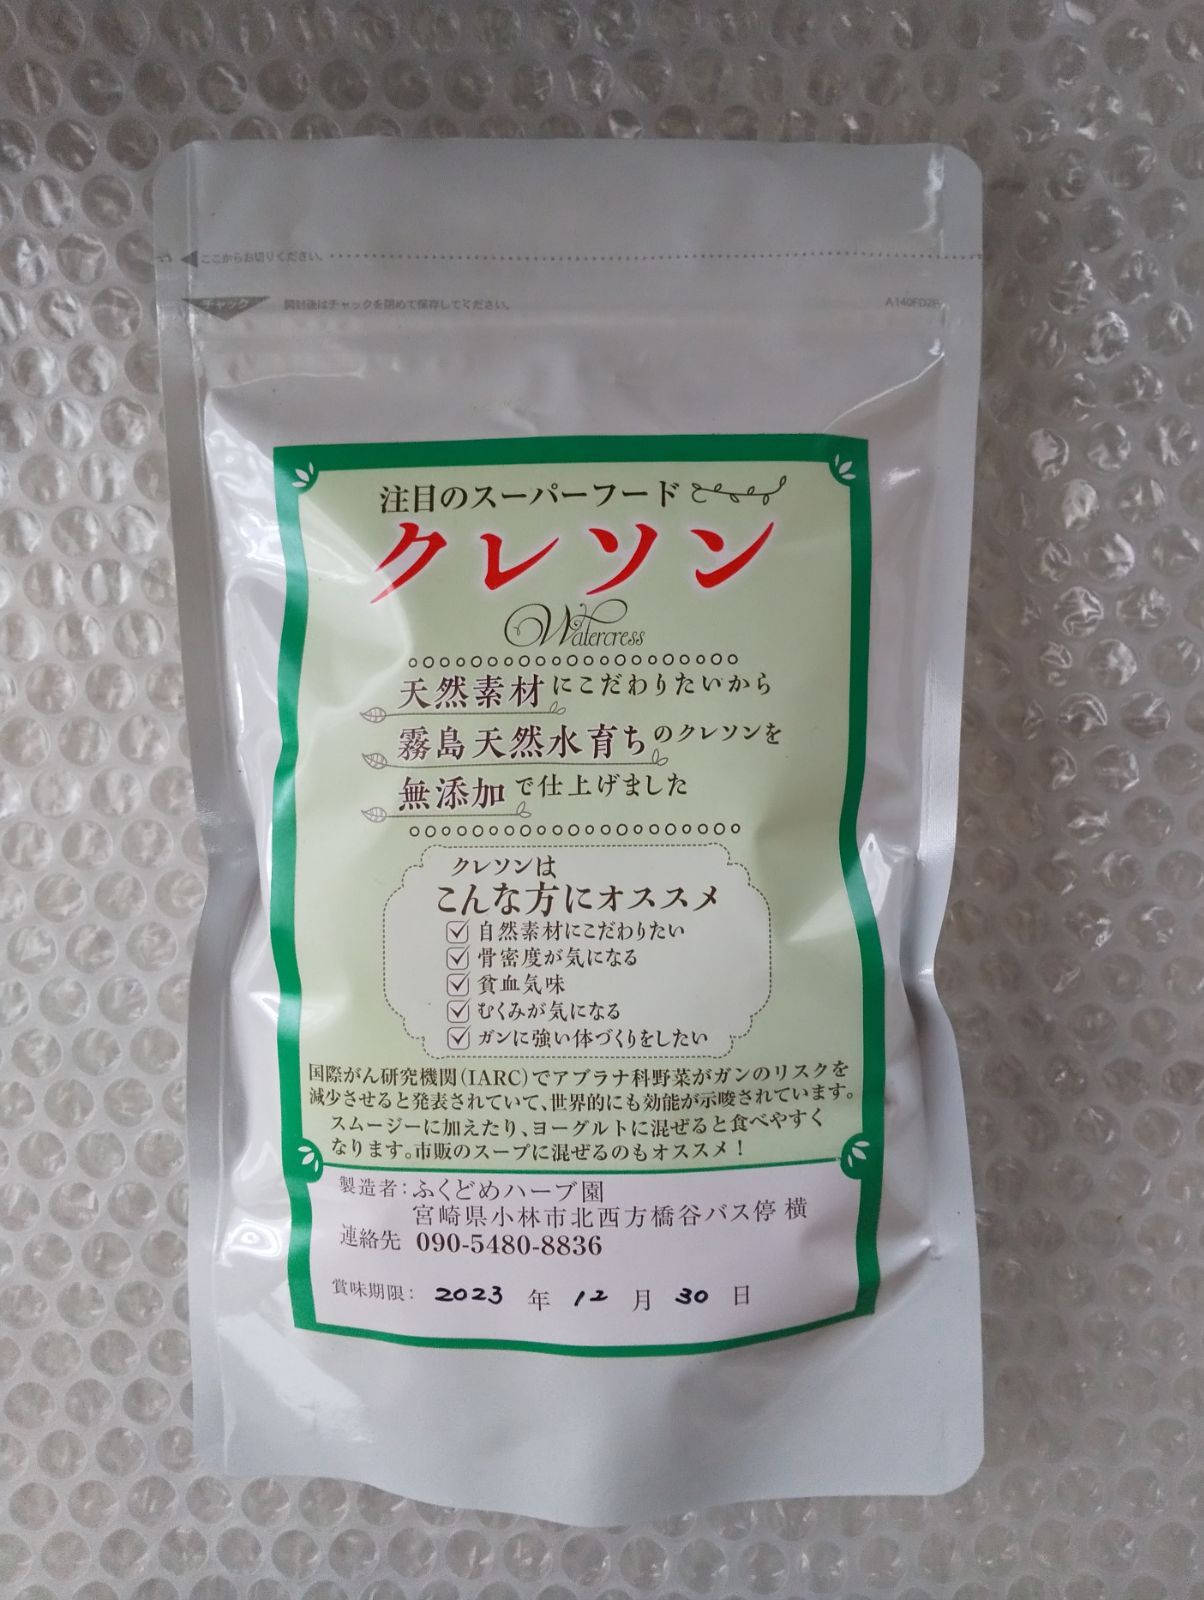 ここからお切りください。
チャック
開封後はチャックを閉めて保存してください。
A140FD2F
注目のスーパーフード
クレソン
Watercress
天然素材にこだわりたいから
霧島天然水育ちのクレソンを
無添加で仕上げました
クレソンは
こんな方にオススメ
自然素材にこだわりたい
骨密度が気になる
貧血気味
むくみが気になる
ガンに強い体づくりをしたい
国際がん研究機関(IARC)でアブラナ科野菜がガンのリスクを
減少させると発表されていて、世界的にも効能が示唆されています。
スムージーに加えたり、ヨーグルトに混ぜると食べやすく
なります。市販のスープに混ぜるのもオススメ!
製造者:ふくどめハーブ園
宮崎県小林市北西方橋谷バス停 横
連絡先 090-5480-8836
賞味期限: 2023 年 12 月 30 日